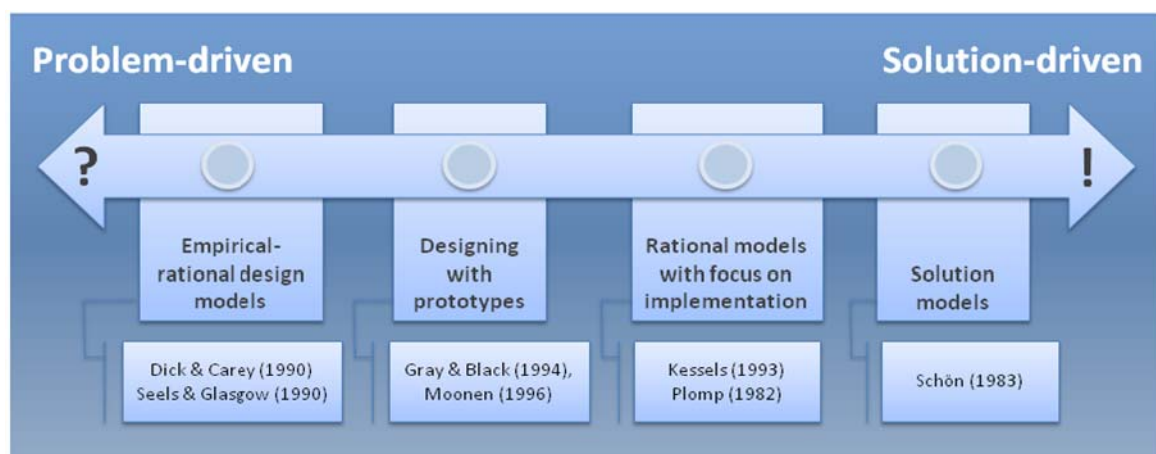 Problem-driven
Solution-driven
?
!
Empirical-
rational design
models
Designing
with
prototypes
Rational models
with focus on
implementation
Solution
models
Dick & Carey (1990)
Seels & Glasgow (1990)
Gray & Black (1994),
Moonen (1996)
Kessels (1993)
Plomp (1982)
Schön (1983)